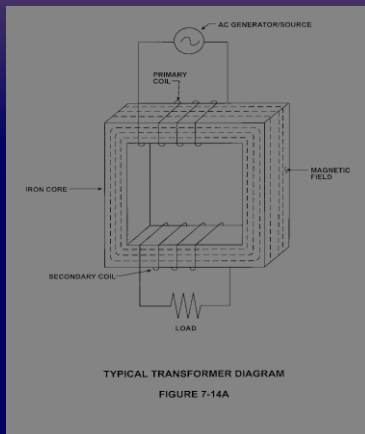 AC GENERATOR/SOURCE
PRIMARY
COIL
MAGNETIC
FIELD
IRON CORE
SECONDARY COIL
LOAD
TYPICAL TRANSFORMER DIAGRAM
FIGURE 7-14A